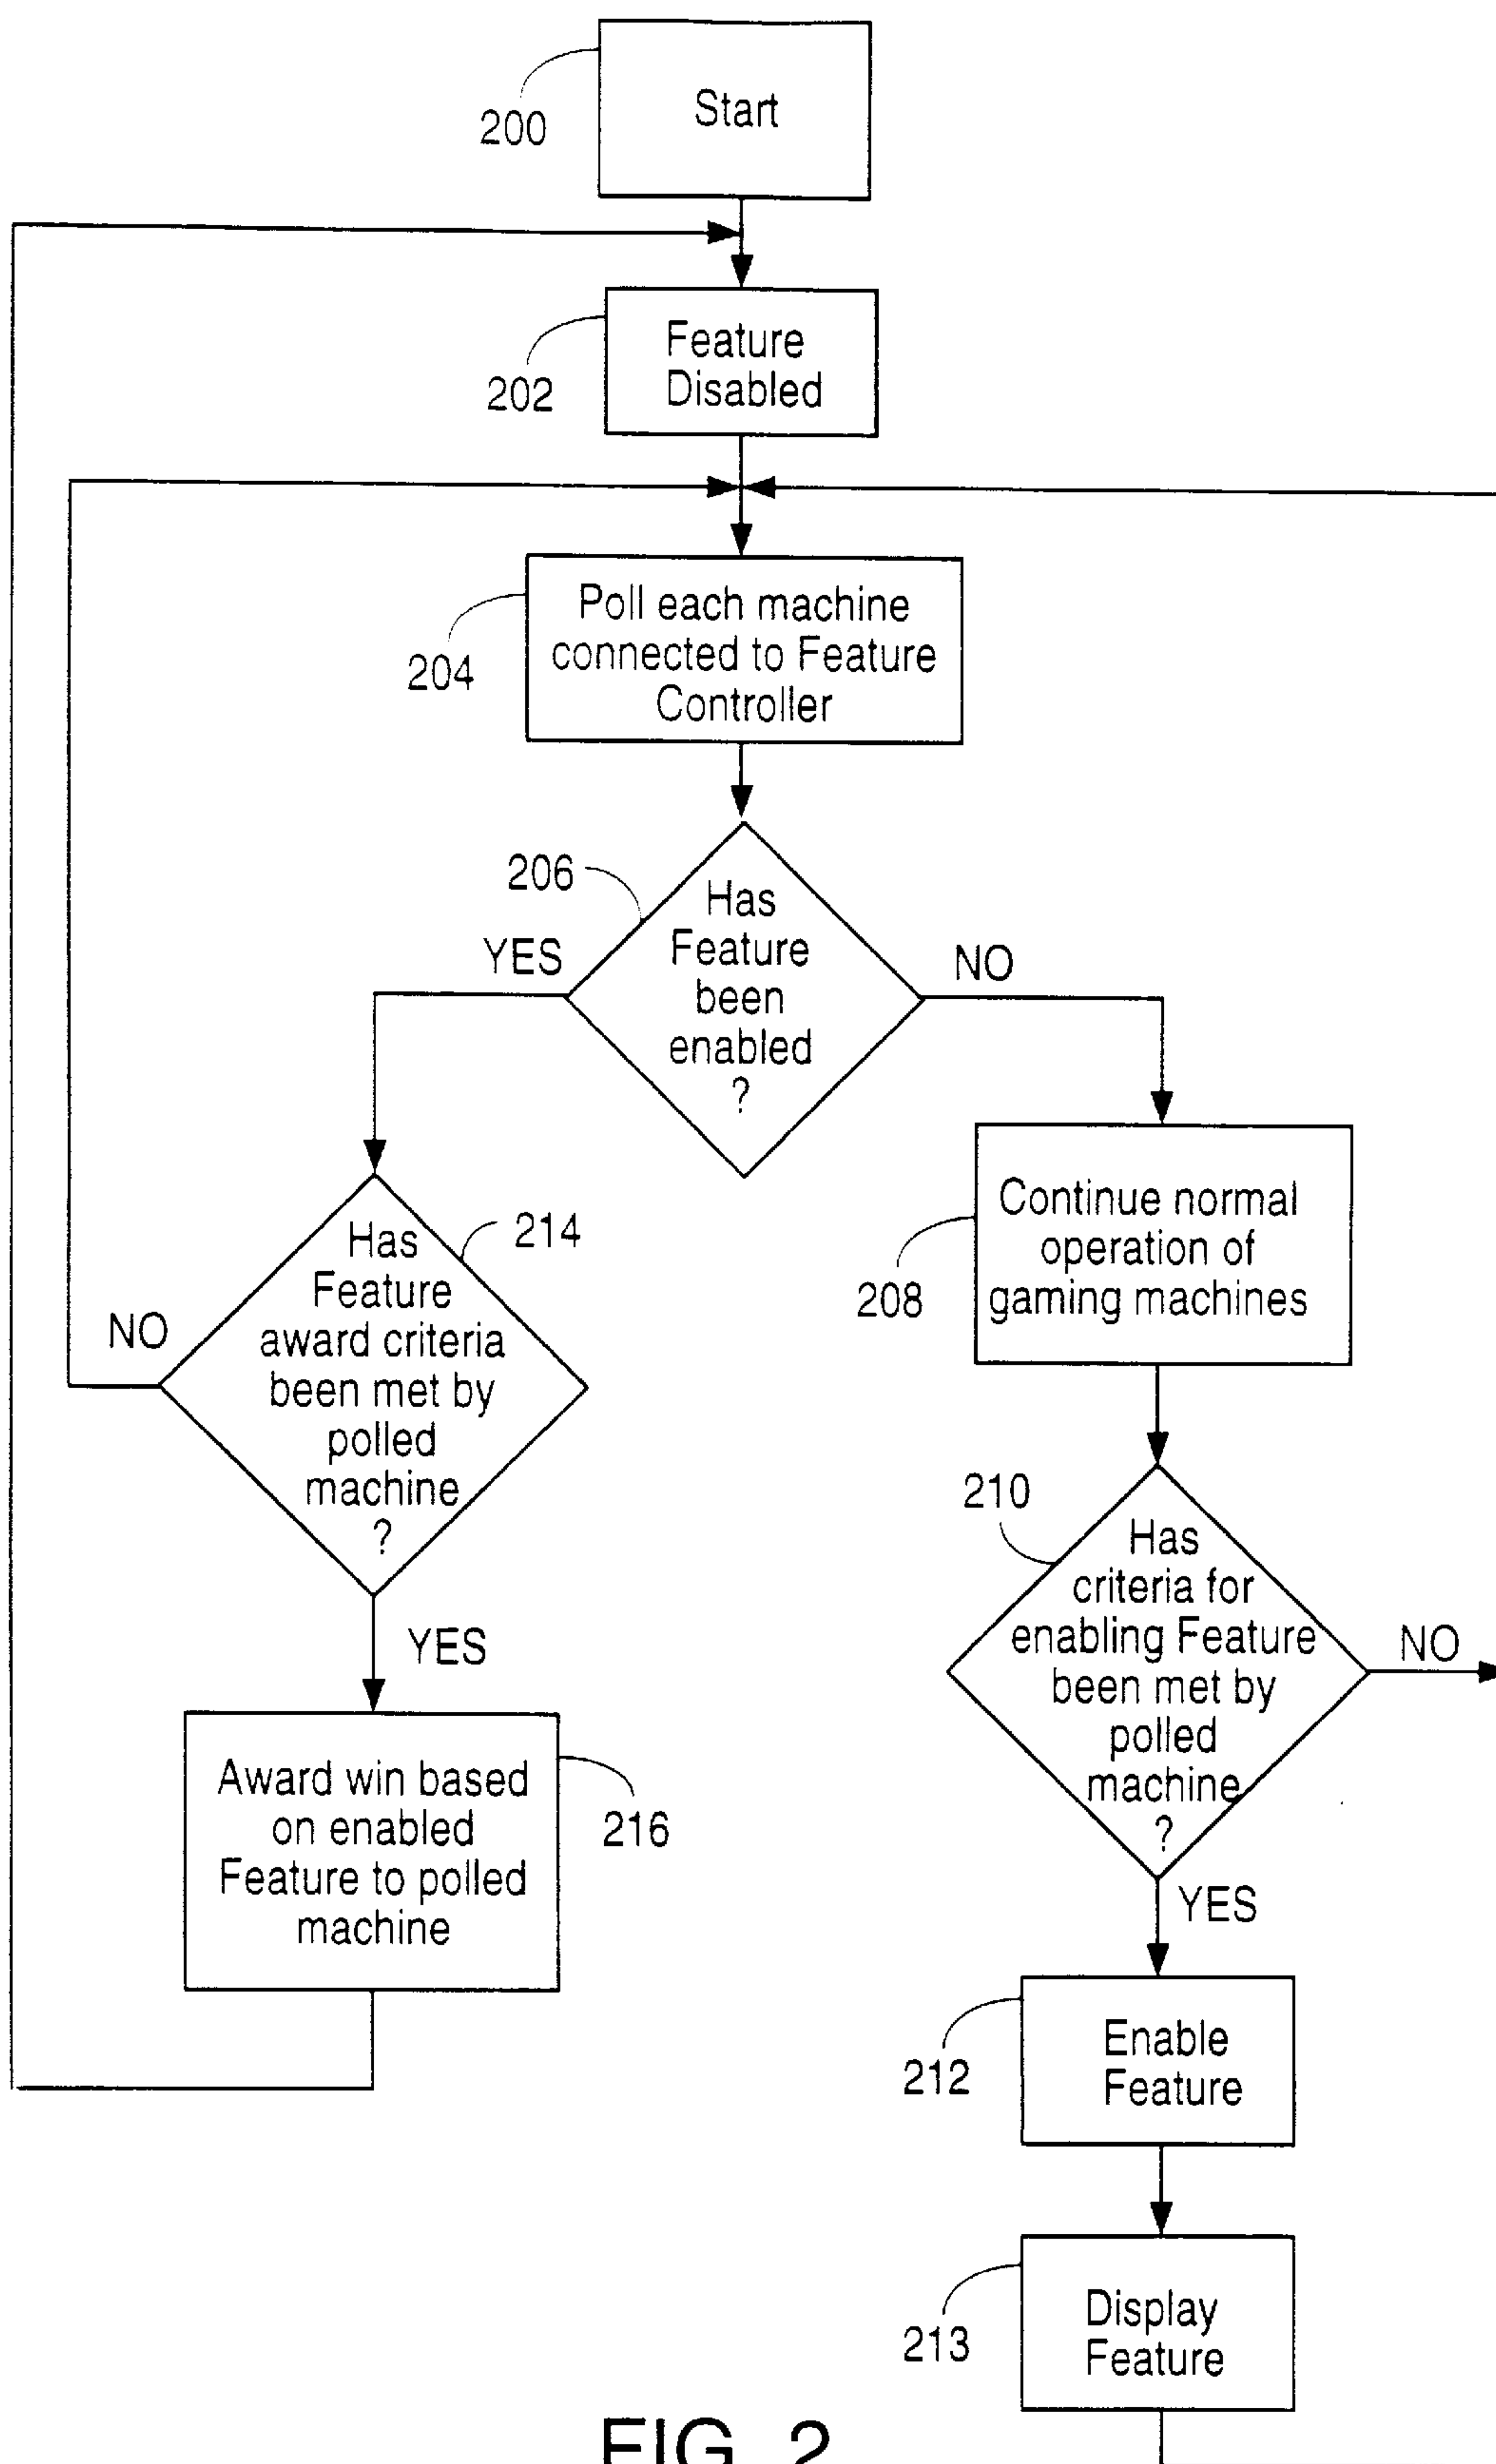 Start
200
Feature
Disabled
202
Poll each machine
connected to Feature
Controller
204
206
Has
Feature
been
enabled
?
YES
NO
Has
Feature
award criteria
been met by
polled
machine
?
214
NO
YES
Continue normal
operation of
gaming machines
208
210
Has
criteria for
enabling Feature
been met by
polled
machine
?
NO
YES
Award win based
on enabled
Feature to polled
machine
216
Enable
Feature
212
Display
Feature
213
FIG. 2